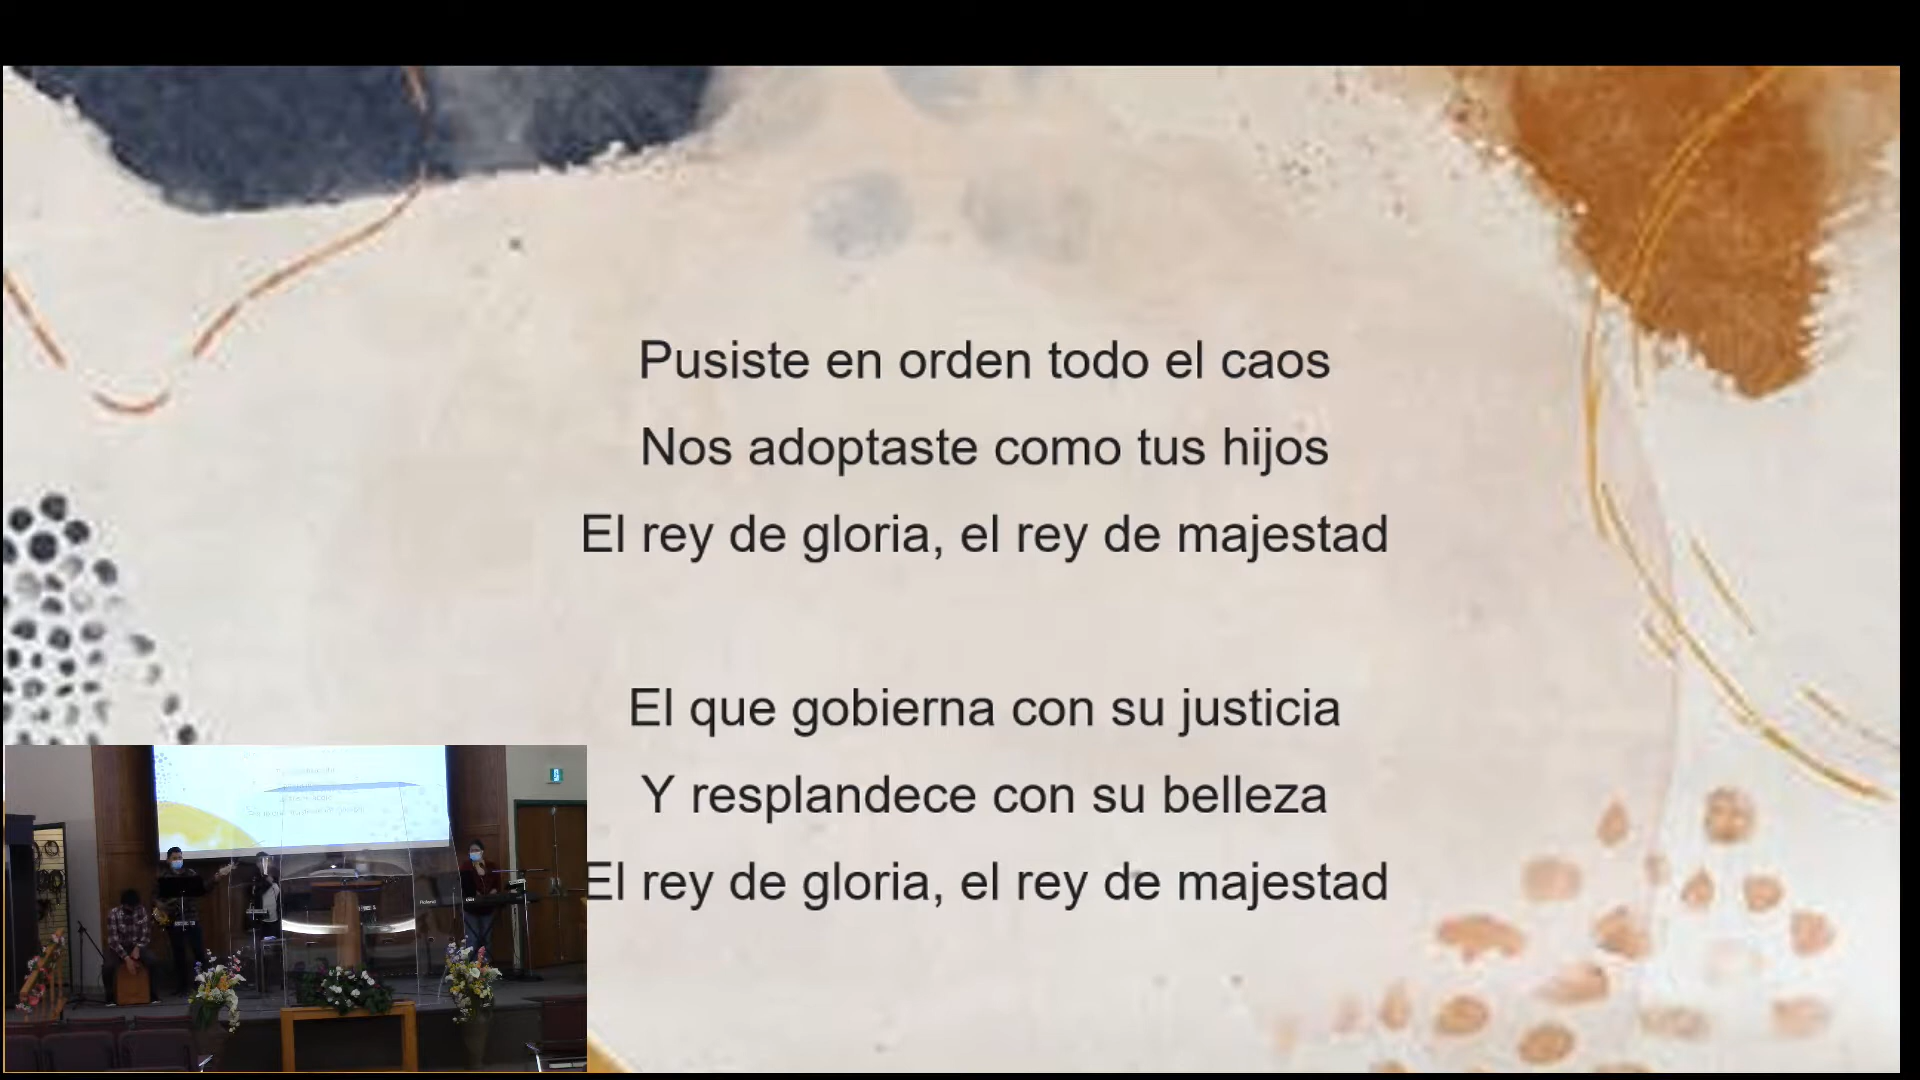 Pusiste en orden todo el caos
Nos adoptaste como tus hijos
El rey de gloria, el rey de majestad
El que gobierna con su justicia
Y resplandece con su belleza
El rey de gloria, el rey de majestad
Roland